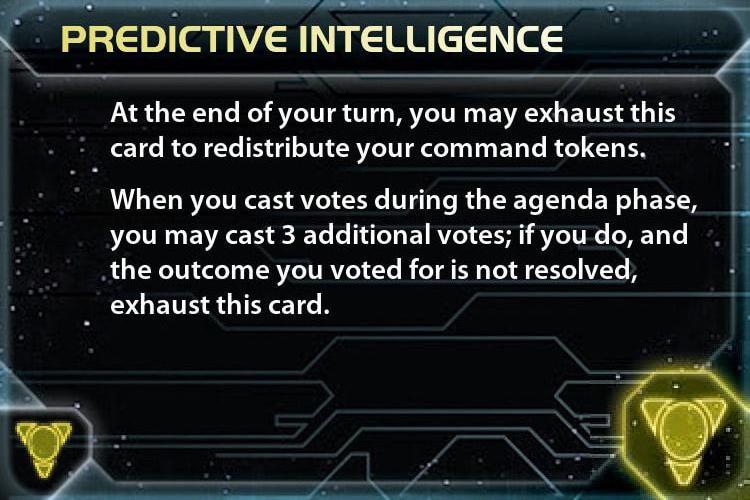 PREDICTIVE INTELLIGENCE
At the end of your turn, you may exhaust this
card to redistribute your command tokens.
When you cast votes during the agenda phase,
you may cast 3 additional votes; if you do, and
the outcome you voted for is not resolved,
exhaust this card.